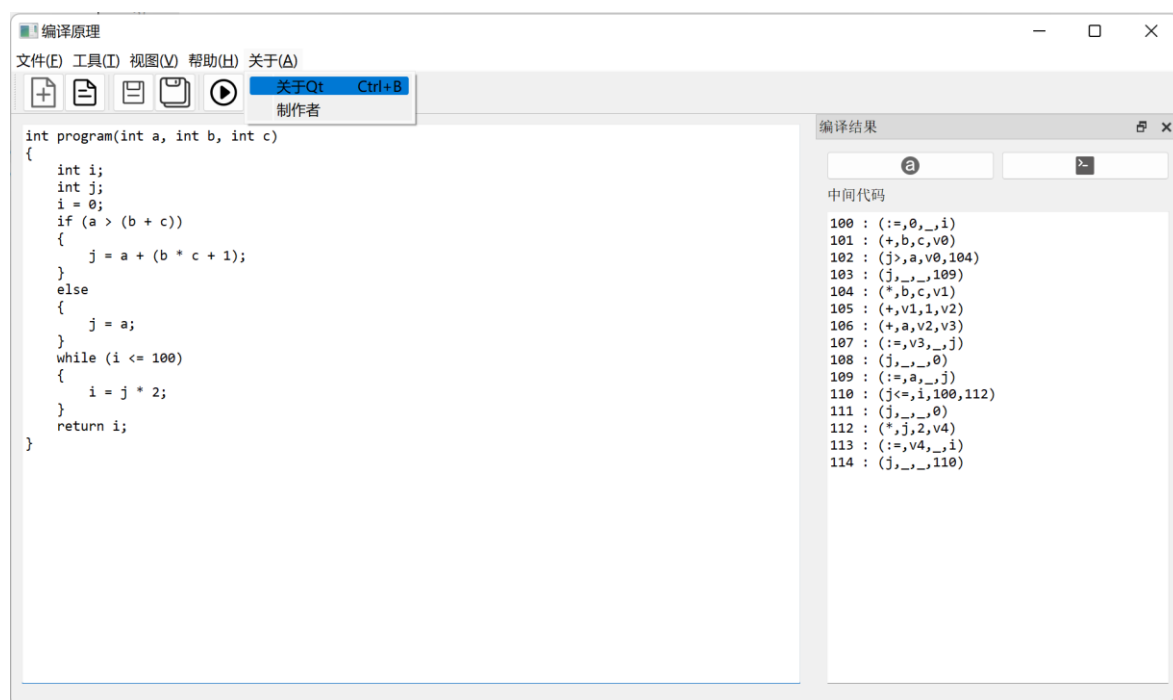 编译原理
文件(F) 工具(T) 视图(V) 帮助(H) 关于(A)
关于Qt Ctrl+B
制作者
int program(int a, int b, int c)
{
    int i;
    int j;
    i = 0;
    if (a > (b + c))
    {
        j = a + (b * c + 1);
    }
    else
    {
        j = a;
    }
    while (i <= 100)
    {
        i = j * 2;
    }
    return i;
}
编译结果
a
中间代码
100 : (:=,0,_,i)
101 : (+,b,c,v0)
102 : (j>,a,v0,104)
103 : (j,_,_,109)
104 : (*,b,c,v1)
105 : (+,v1,1,v2)
106 : (+,a,v2,v3)
107 : (:=,v3,_,j)
108 : (j,_,_,0)
109 : (:=,a,_,j)
110 : (j<=,i,100,112)
111 : (j,_,_,0)
112 : (*,j,2,v4)
113 : (:=,v4,_,i)
114 : (j,_,_,110)